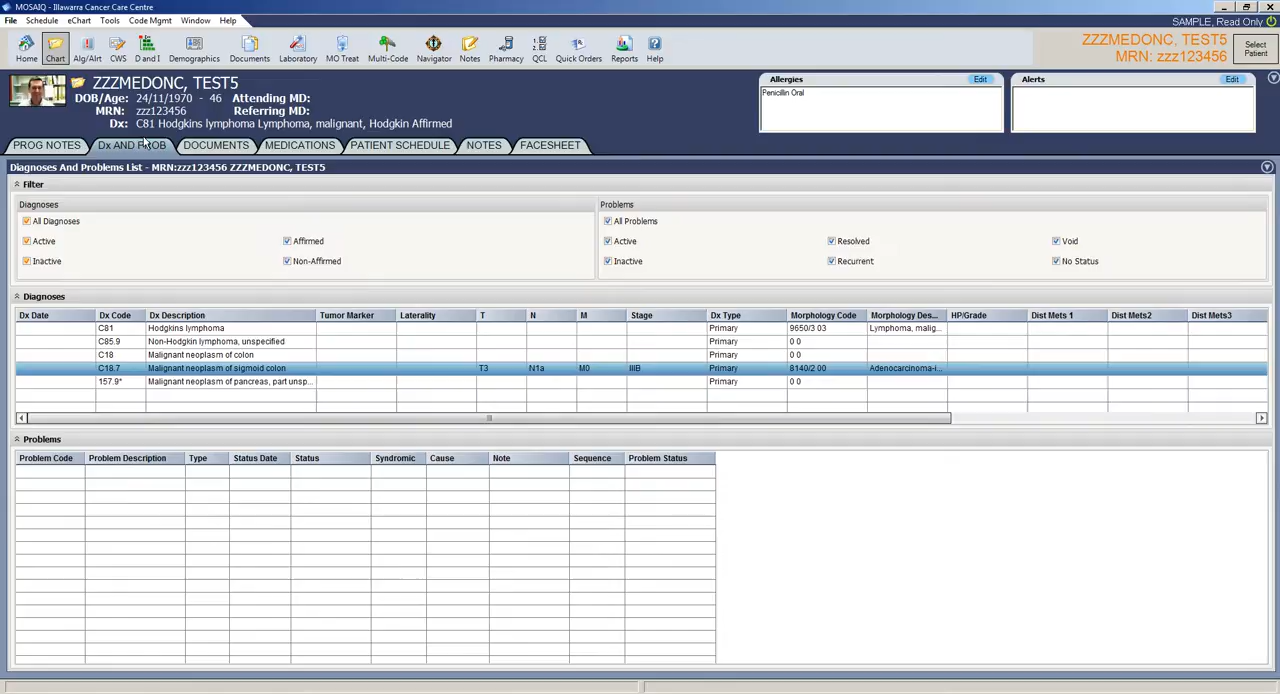 MOSAIQ - Illawarra Cancer Care Centre
File Schedule eChart Tools Code Mgmt Window Help
SAMPLE, Read Only
Home Chart Alg/Alrt CWS D and I Demographics Documents Laboratory MO Treat Multi-Code Navigator Notes Pharmacy QCL Quick Orders Reports Help
ZZZMEDONC, TEST5
MRN: zzz123456
Select Patient
ZZZMEDONC, TEST5
DOB/Age: 24/11/1970 - 46 Attending MD:
MRN: zzz123456 Referring MD:
Dx: C81 Hodgkins lymphoma Lymphoma, malignant, Hodgkin Affirmed
Allergies Edit
Penicillin Oral
Alerts Edit
PROG NOTES Dx AND PROB DOCUMENTS MEDICATIONS PATIENT SCHEDULE NOTES FACESHEET
Diagnoses And Problems List - MRN:zzz123456 ZZZMEDONC, TEST5
Filter
Diagnoses Problems
All Diagnoses All Problems
Active Affirmed Active Resolved Void
Inactive Non-Affirmed Inactive Recurrent No Status
Diagnoses
Dx Date Dx Code Dx Description Tumor Marker Laterality T N M Stage Dx Type Morphology Code Morphology Des... HP/Grade Dist Mets 1 Dist Mets2 Dist Mets3
C81 Hodgkins lymphoma Primary 9650/3 03 Lymphoma, malig...
C85.9 Non-Hodgkin lymphoma, unspecified Primary 0 0
C18 Malignant neoplasm of colon Primary 0 0
C18.7 Malignant neoplasm of sigmoid colon T3 N1a M0 IIIB Primary 8140/2 00 Adenocarcinoma-i...
157.9* Malignant neoplasm of pancreas, part unsp... Primary 0 0
Problems
Problem Code Problem Description Type Status Date Status Syndromic Cause Note Sequence Problem Status